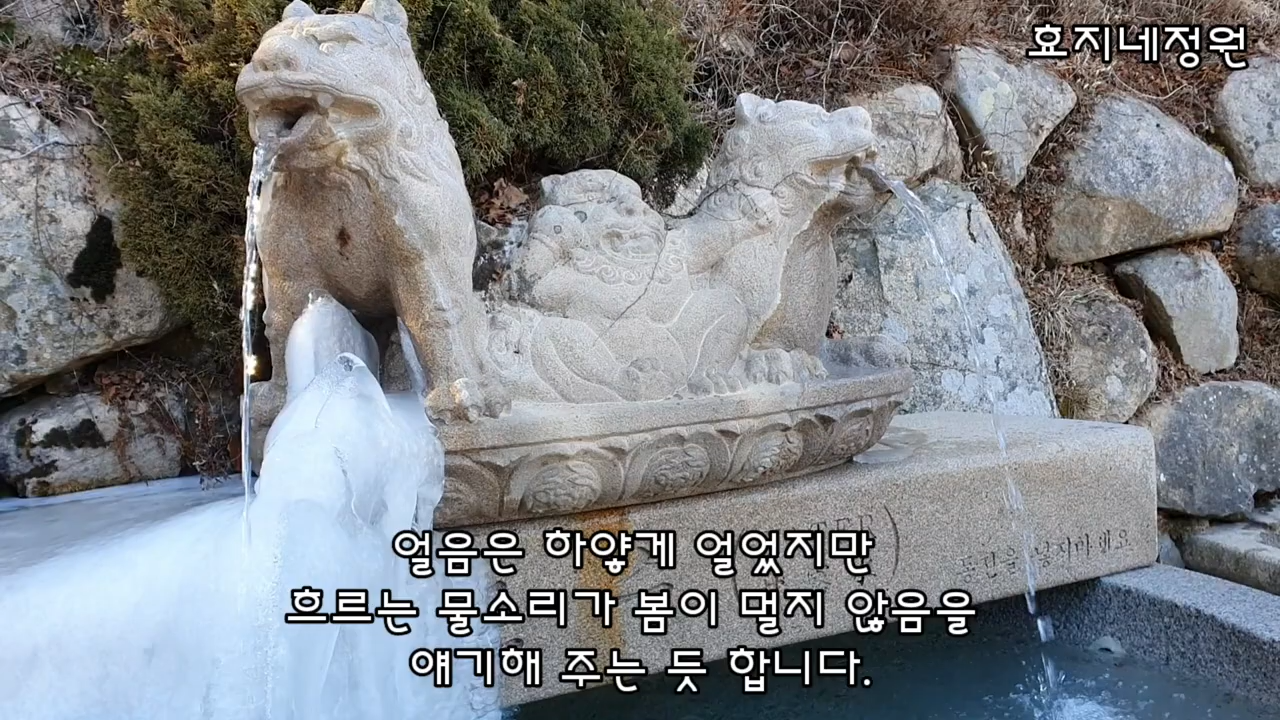 효지네정원
얼음은 하얗게 얼었지만
흐르는 물소리가 봄이 멀지 않음을
얘기해 주는 듯 합니다.